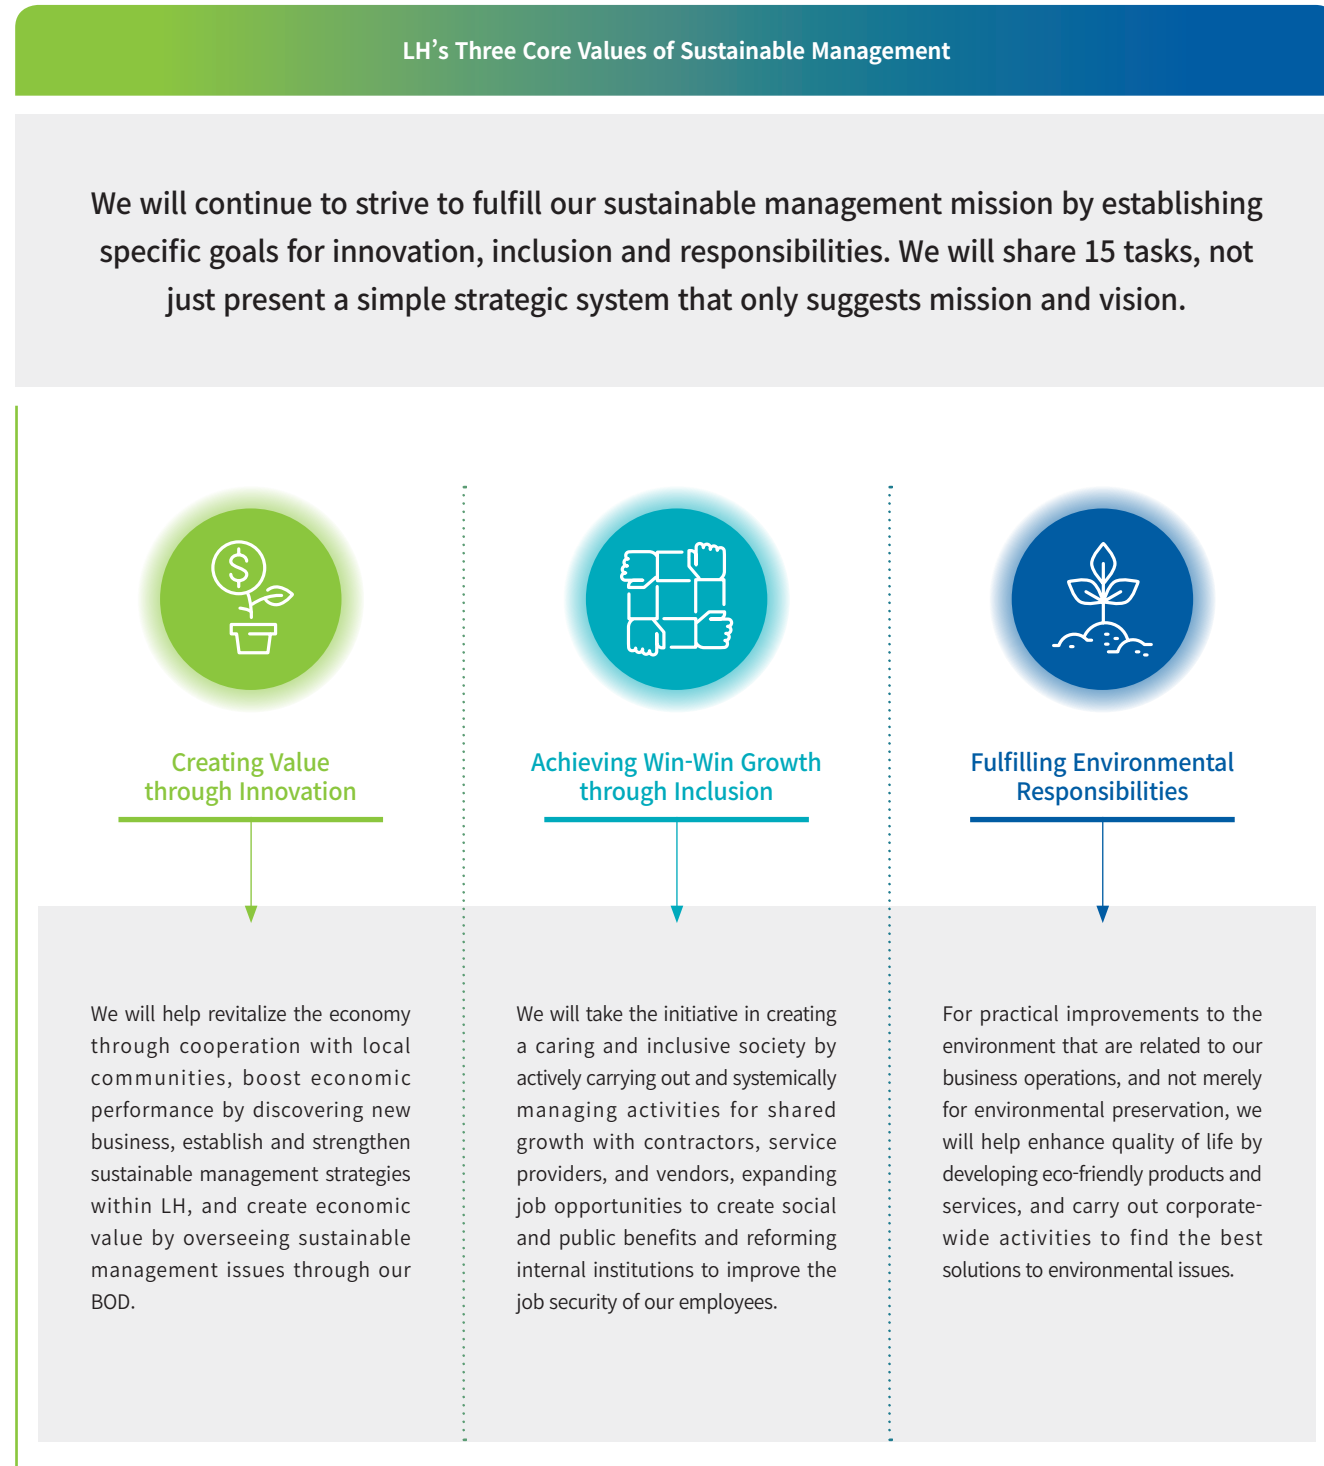 LH's Three Core Values of Sustainable Management
We will continue to strive to fulfill our sustainable management mission by establishing
specific goals for innovation, inclusion and responsibilities. We will share 15 tasks, not
just present a simple strategic system that only suggests mission and vision.
Creating Value
through Innovation
We will help revitalize the economy
through cooperation with local
communities, boost economic
performance by discovering new
business, establish and strengthen
sustainable management strategies
within LH, and create economic
value by overseeing sustainable
management issues through our
BOD.
Achieving Win-Win Growth
through Inclusion
We will take the initiative in creating
a caring and inclusive society by
actively carrying out and systemically
managing activities for shared
growth with contractors, service
providers, and vendors, expanding
job opportunities to create social
and public benefits and reforming
internal institutions to improve the
job security of our employees.
Fulfilling Environmental
Responsibilities
For practical improvements to the
environment that are related to our
business operations, and not merely
for environmental preservation, we
will help enhance quality of life by
developing eco-friendly products and
services, and carry out corporate-
wide activities to find the best
solutions to environmental issues.